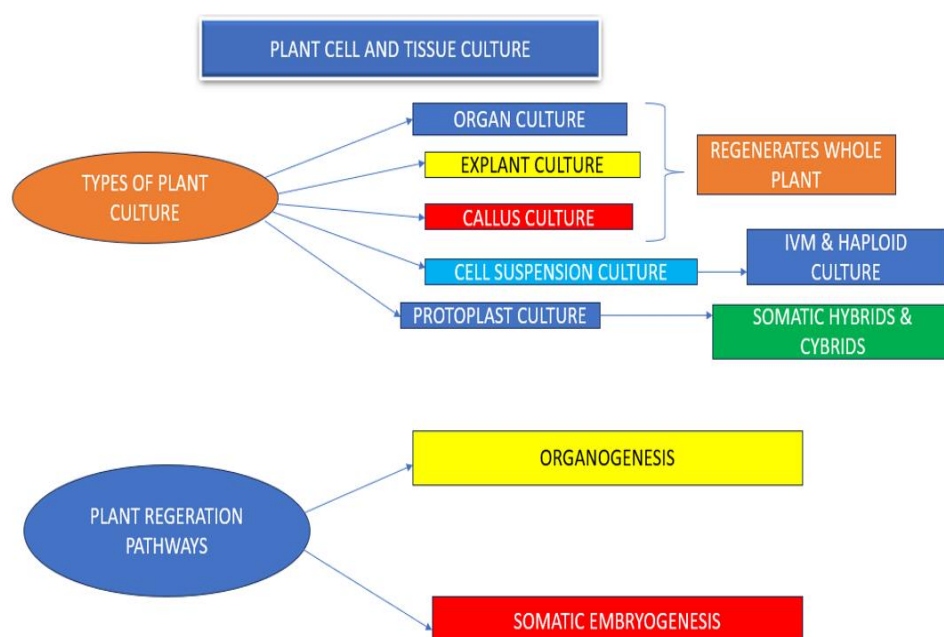 PLANT CELL AND TISSUE CULTURE
TYPES OF PLANT
CULTURE
ORGAN CULTURE
EXPLANT CULTURE
CALLUS CULTURE
REGENERATES WHOLE
PLANT
CELL SUSPENSION CULTURE
IVM & HAPLOID
CULTURE
PROTOPLAST CULTURE
SOMATIC HYBRIDS &
CYBRIDS
PLANT REGERATION
PATHWAYS
ORGANOGENESIS
SOMATIC EMBRYOGENESIS